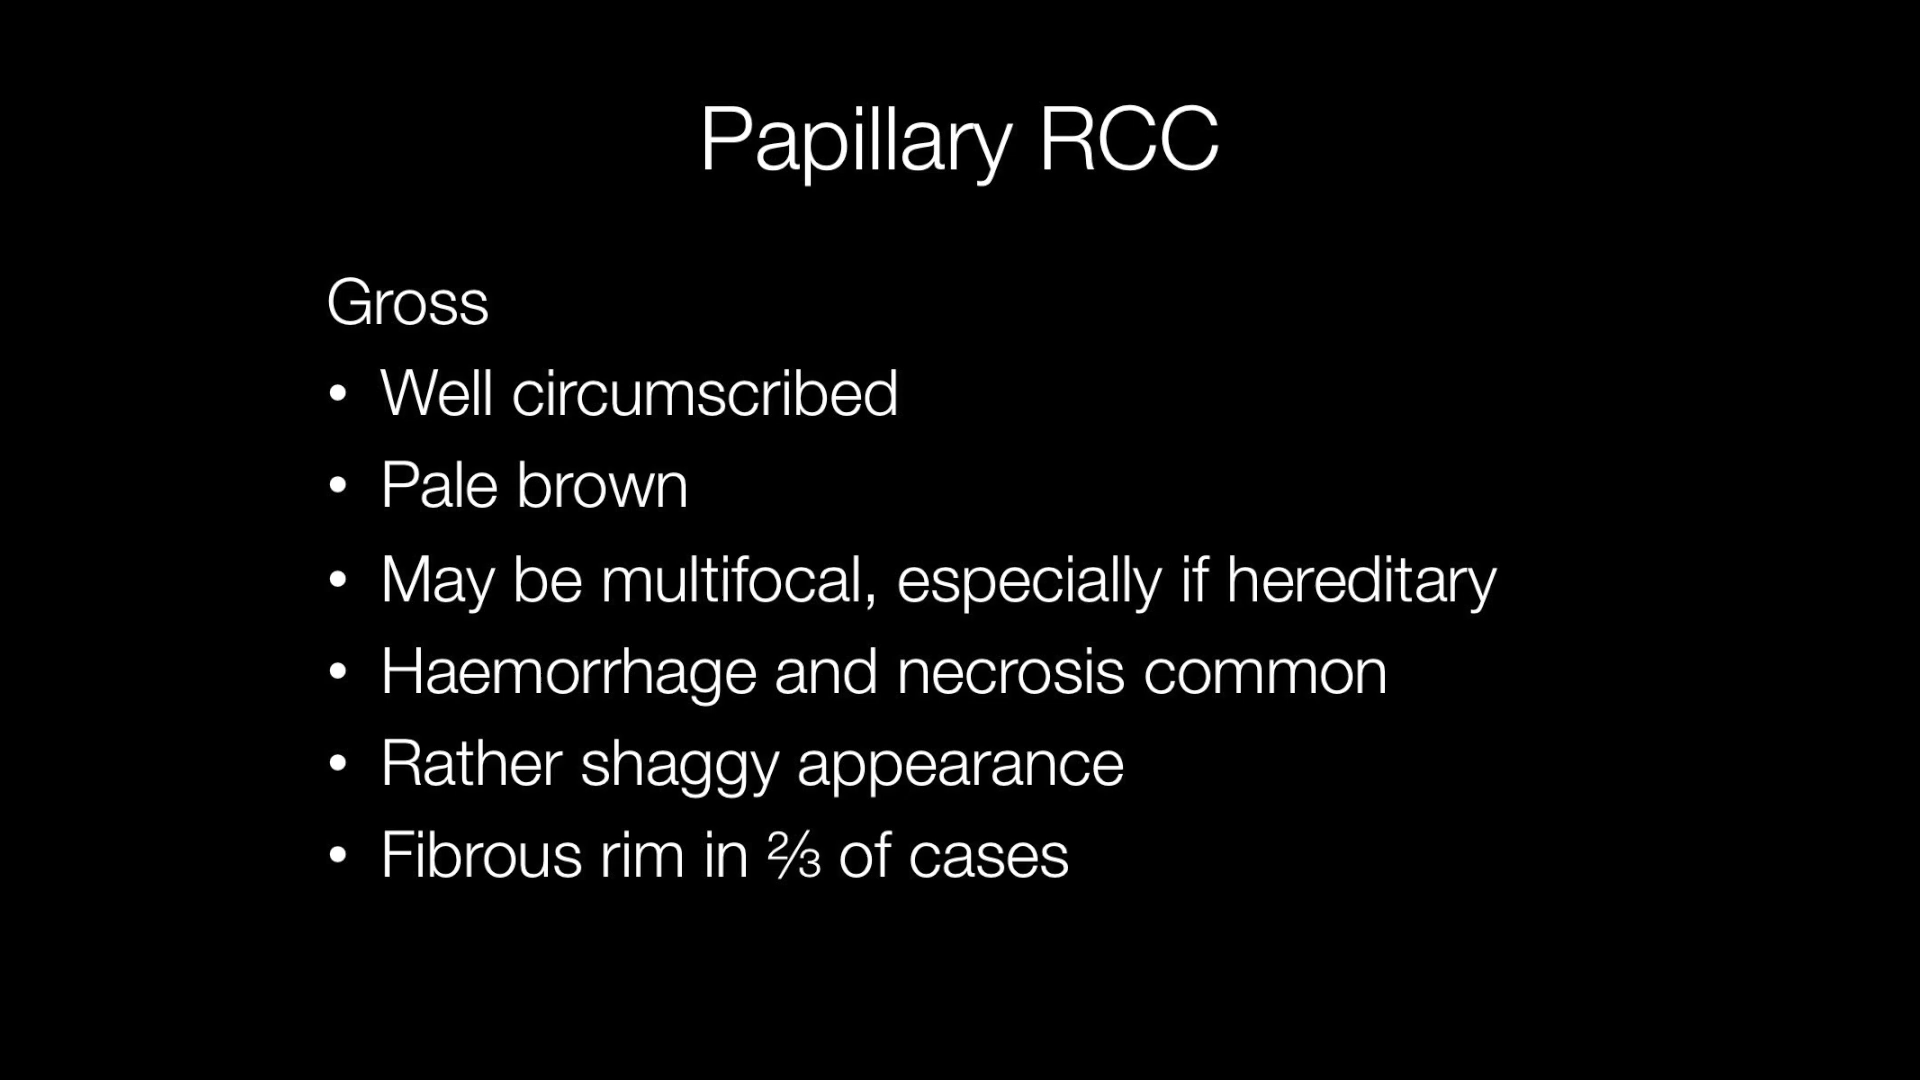 Papillary RCC
Gross
• Well circumscribed
• Pale brown
• May be multifocal, especially if hereditary
• Haemorrhage and necrosis common
• Rather shaggy appearance
• Fibrous rim in ⅔ of cases